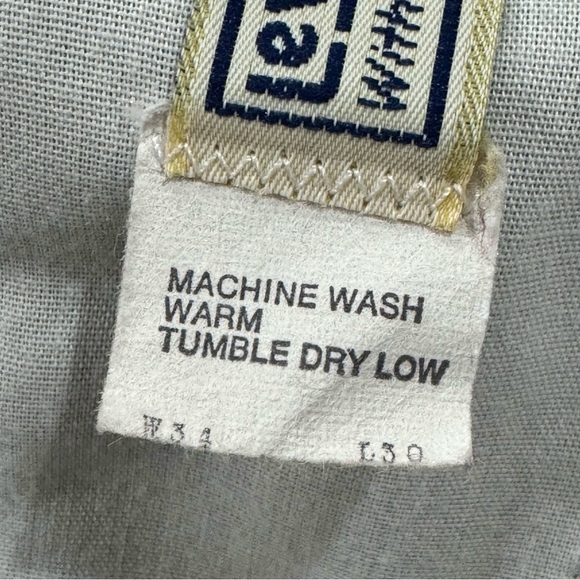 MACHINE WASH
WARM
TUMBLE DRY LOW
W34 L30